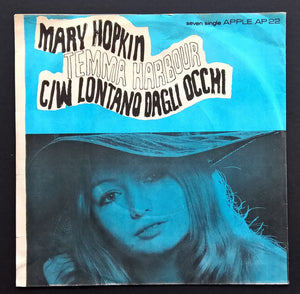 MARY HOPKIN
seven single APPLE AP 22
TEMMA HARBOUR
C/W LONTANO DAGLI OCCHI